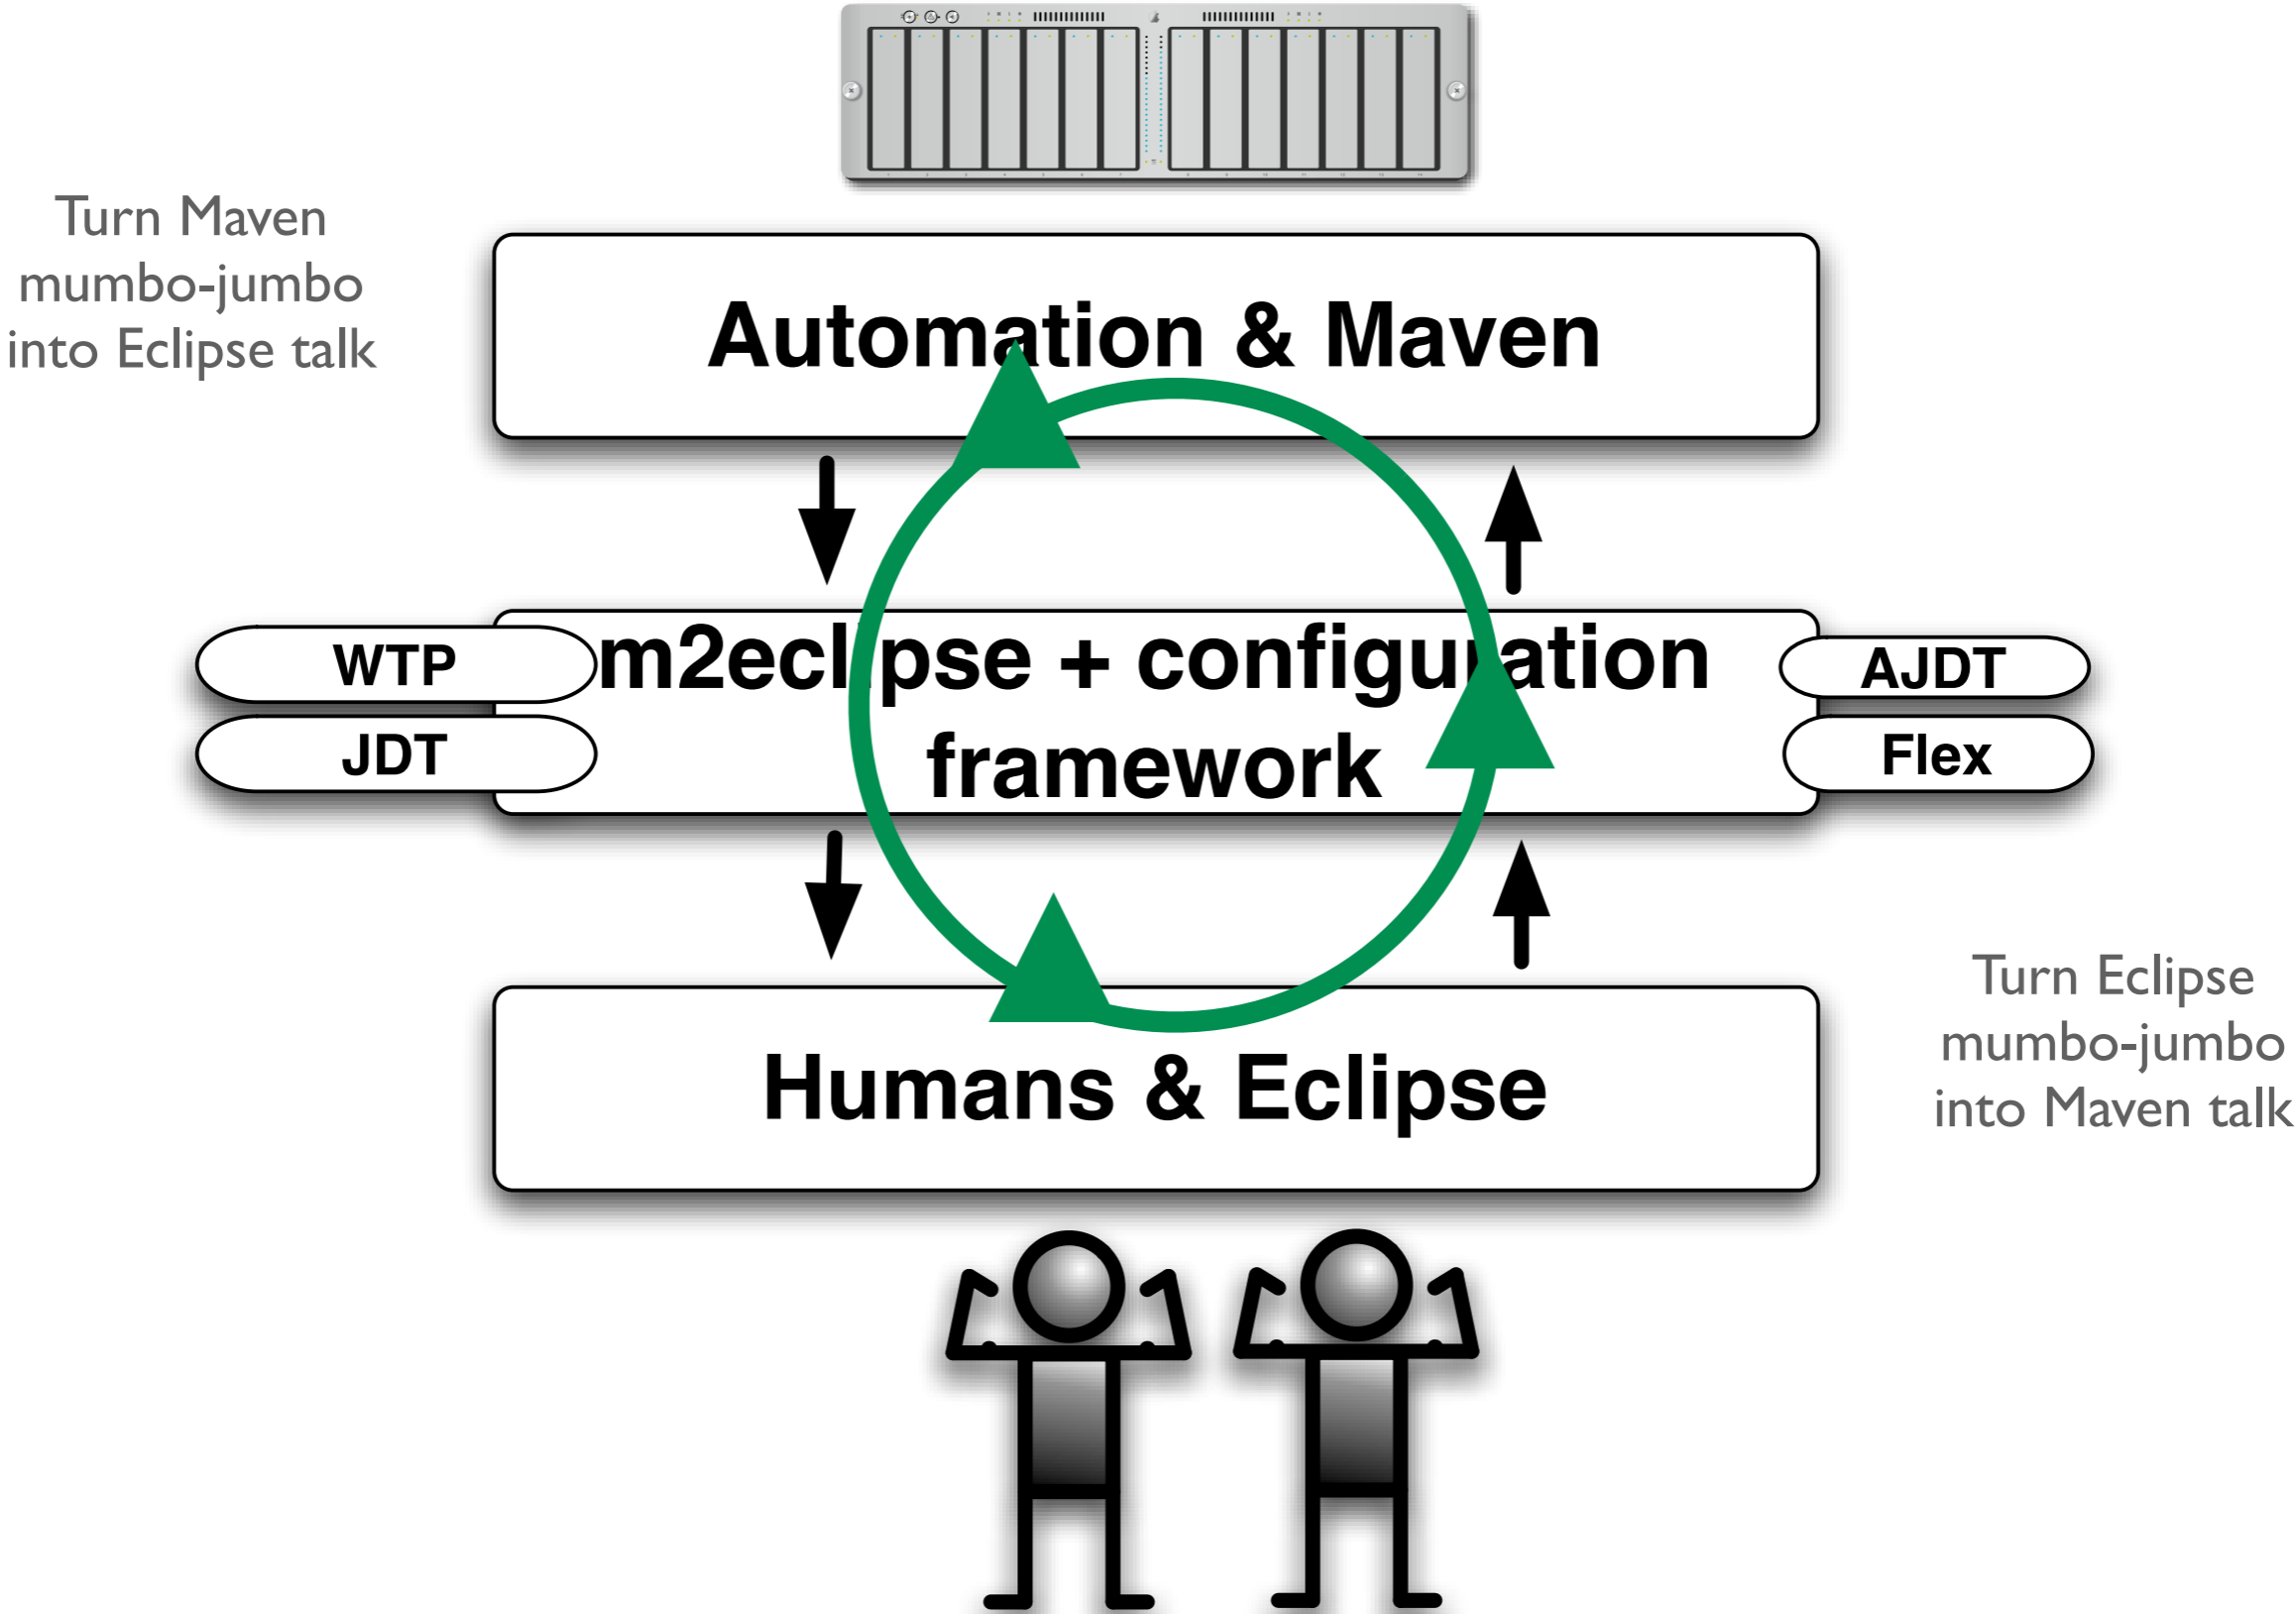 Turn Maven
mumbo-jumbo
into Eclipse talk
Automation & Maven
m2eclipse + configuration
framework
WTP
JDT
AJDT
Flex
Humans & Eclipse
Turn Eclipse
mumbo-jumbo
into Maven talk